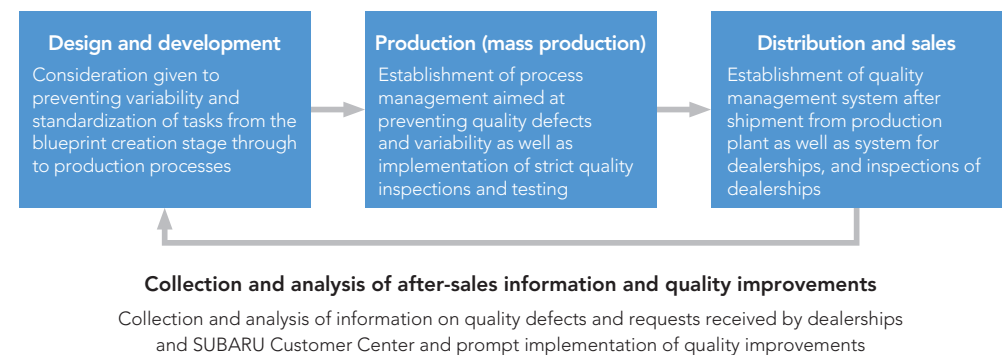 Design and development
Consideration given to
preventing variability and
standardization of tasks from the
blueprint creation stage through
to production processes
Production (mass production)
Establishment of process
management aimed at
preventing quality defects
and variability as well as
implementation of strict quality
inspections and testing
Distribution and sales
Establishment of quality
management system after
shipment from production
plant as well as system for
dealerships, and inspections of
dealerships
Collection and analysis of after-sales information and quality improvements
Collection and analysis of information on quality defects and requests received by dealerships
and SUBARU Customer Center and prompt implementation of quality improvements